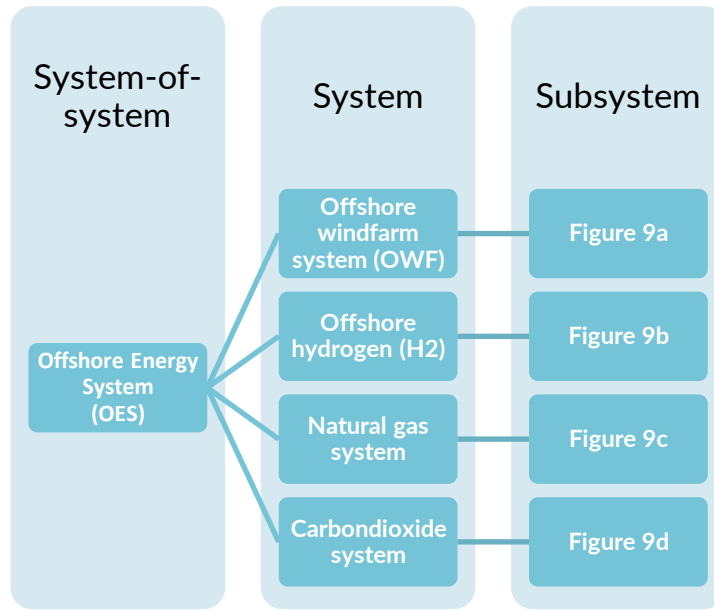 System-of-
system
System
Subsystem
Offshore
windfarm
system (OWF)
Figure 9a
Offshore
hydrogen (H2)
Figure 9b
Offshore Energy
System
(OES)
Natural gas
system
Figure 9c
Carbondioxide
system
Figure 9d